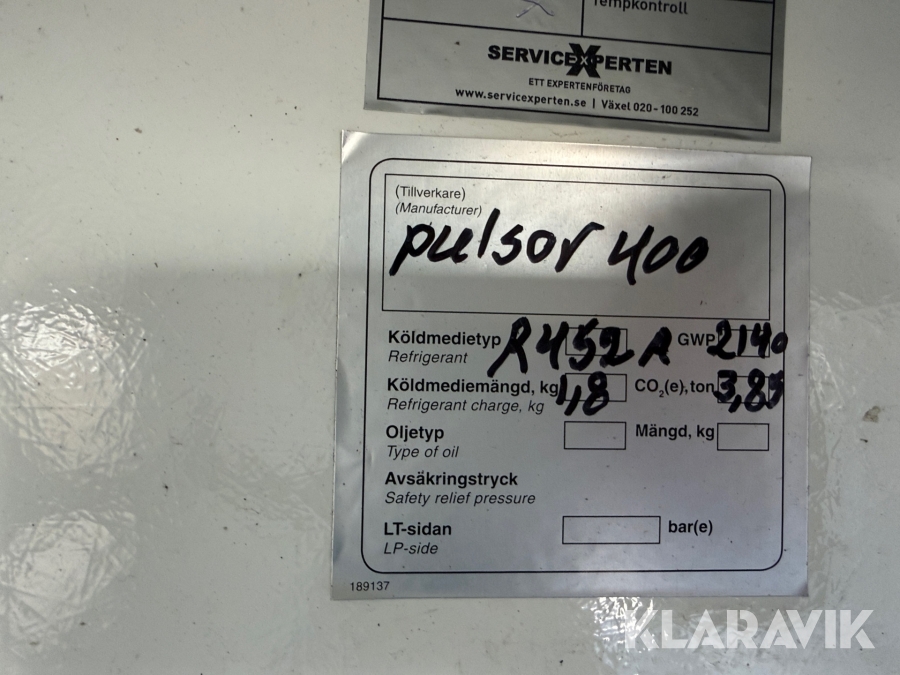 Tempkontroll
SERVICEXPERTEN
ETT EXPERTENFÖRETAG
www.servicexperten.se | Växel 020-100 252
(Tillverkare)
(Manufacturer)
pulsor 400
Köldmedietyp R452A GWP 2140
Refrigerant
Köldmediemängd, kg 1,8 CO2(e), ton 3,85
Refrigerant charge, kg
Oljetyp Mängd, kg
Type of oil
Avsäkringstryck
Safety relief pressure
LT-sidan bar(e)
LP-side
189137
KLARAVIK